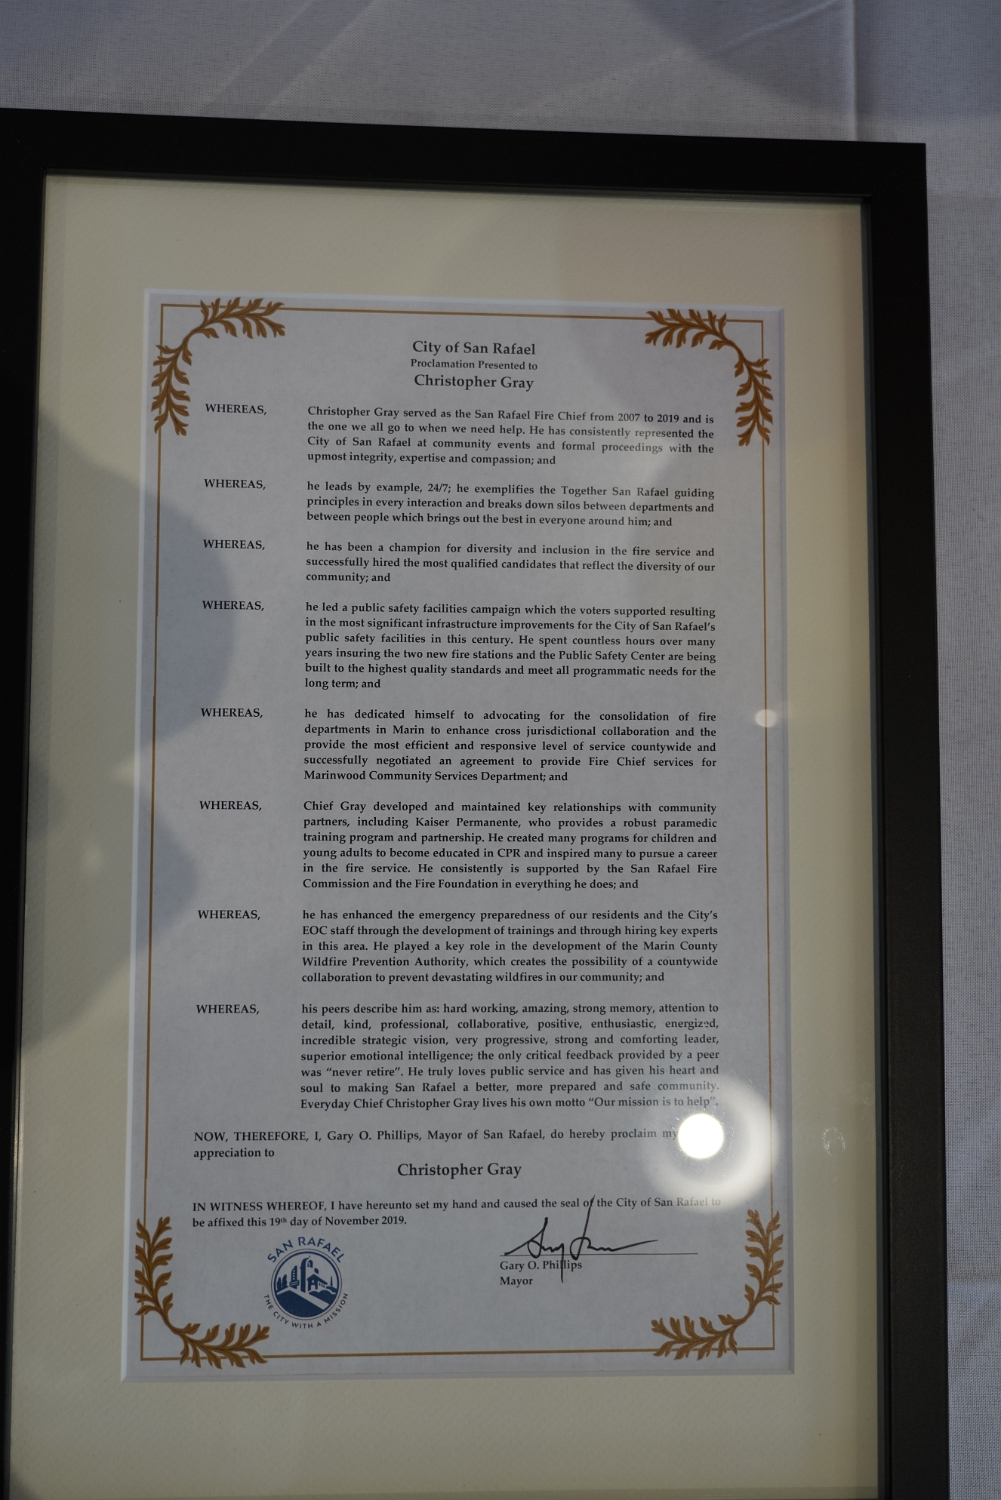 City of San Rafael
Proclamation Presented to
Christopher Gray
WHEREAS, Christopher Gray served as the San Rafael Fire Chief from 2007 to 2019 and is
the one we all go to when we need help. He has consistently represented the
City of San Rafael at community events and formal proceedings with the
upmost integrity, expertise and compassion; and
WHEREAS, he leads by example, 24/7; he exemplifies the Together San Rafael guiding
principles in every interaction and breaks down silos between departments and
between people which brings out the best in everyone around him; and
WHEREAS, he has been a champion for diversity and inclusion in the fire service and
successfully hired the most qualified candidates that reflect the diversity of our
community; and
WHEREAS, he led a public safety facilities campaign which the voters supported resulting
in the most significant infrastructure improvements for the City of San Rafael's
public safety facilities in this century. He spent countless hours over many
years insuring the two new fire stations and the Public Safety Center are being
built to the highest quality standards and meet all programmatic needs for the
long term; and
WHEREAS, he has dedicated himself to advocating for the consolidation of fire
departments in Marin to enhance cross jurisdictional collaboration and the
provide the most efficient and responsive level of service countywide and
successfully negotiated an agreement to provide Fire Chief services for
Marinwood Community Services Department; and
WHEREAS, Chief Gray developed and maintained key relationships with community
partners, including Kaiser Permanente, who provides a robust paramedic
training program and partnership. He created many programs for children and
young adults to become educated in CPR and inspired many to pursue a career
in the fire service. He consistently is supported by the San Rafael Fire
Commission and the Fire Foundation in everything he does; and
WHEREAS, he has enhanced the emergency preparedness of our residents and the City's
EOC staff through the development of trainings and through hiring key experts
in this area. He played a key role in the development of the Marin County
Wildfire Prevention Authority, which creates the possibility of a countywide
collaboration to prevent devastating wildfires in our community; and
WHEREAS, his peers describe him as: hard working, amazing, strong memory, attention to
detail, kind, professional, collaborative, positive, enthusiastic, energized,
incredible strategic vision, very progressive, strong and comforting leader,
superior emotional intelligence; the only critical feedback provided by a peer
was "never retire". He truly loves public service and has given his heart and
soul to making San Rafael a better, more prepared and safe community.
Everyday Chief Christopher Gray lives his own motto "Our mission is to help".
NOW, THEREFORE, I, Gary O. Phillips, Mayor of San Rafael, do hereby proclaim my
appreciation to
Christopher Gray
IN WITNESS WHEREOF, I have hereunto set my hand and caused the seal of the City of San Rafael to
be affixed this 19th day of November 2019.
SAN RAFAEL
THE CITY WITH A MISSION
Gary O. Phillips
Mayor